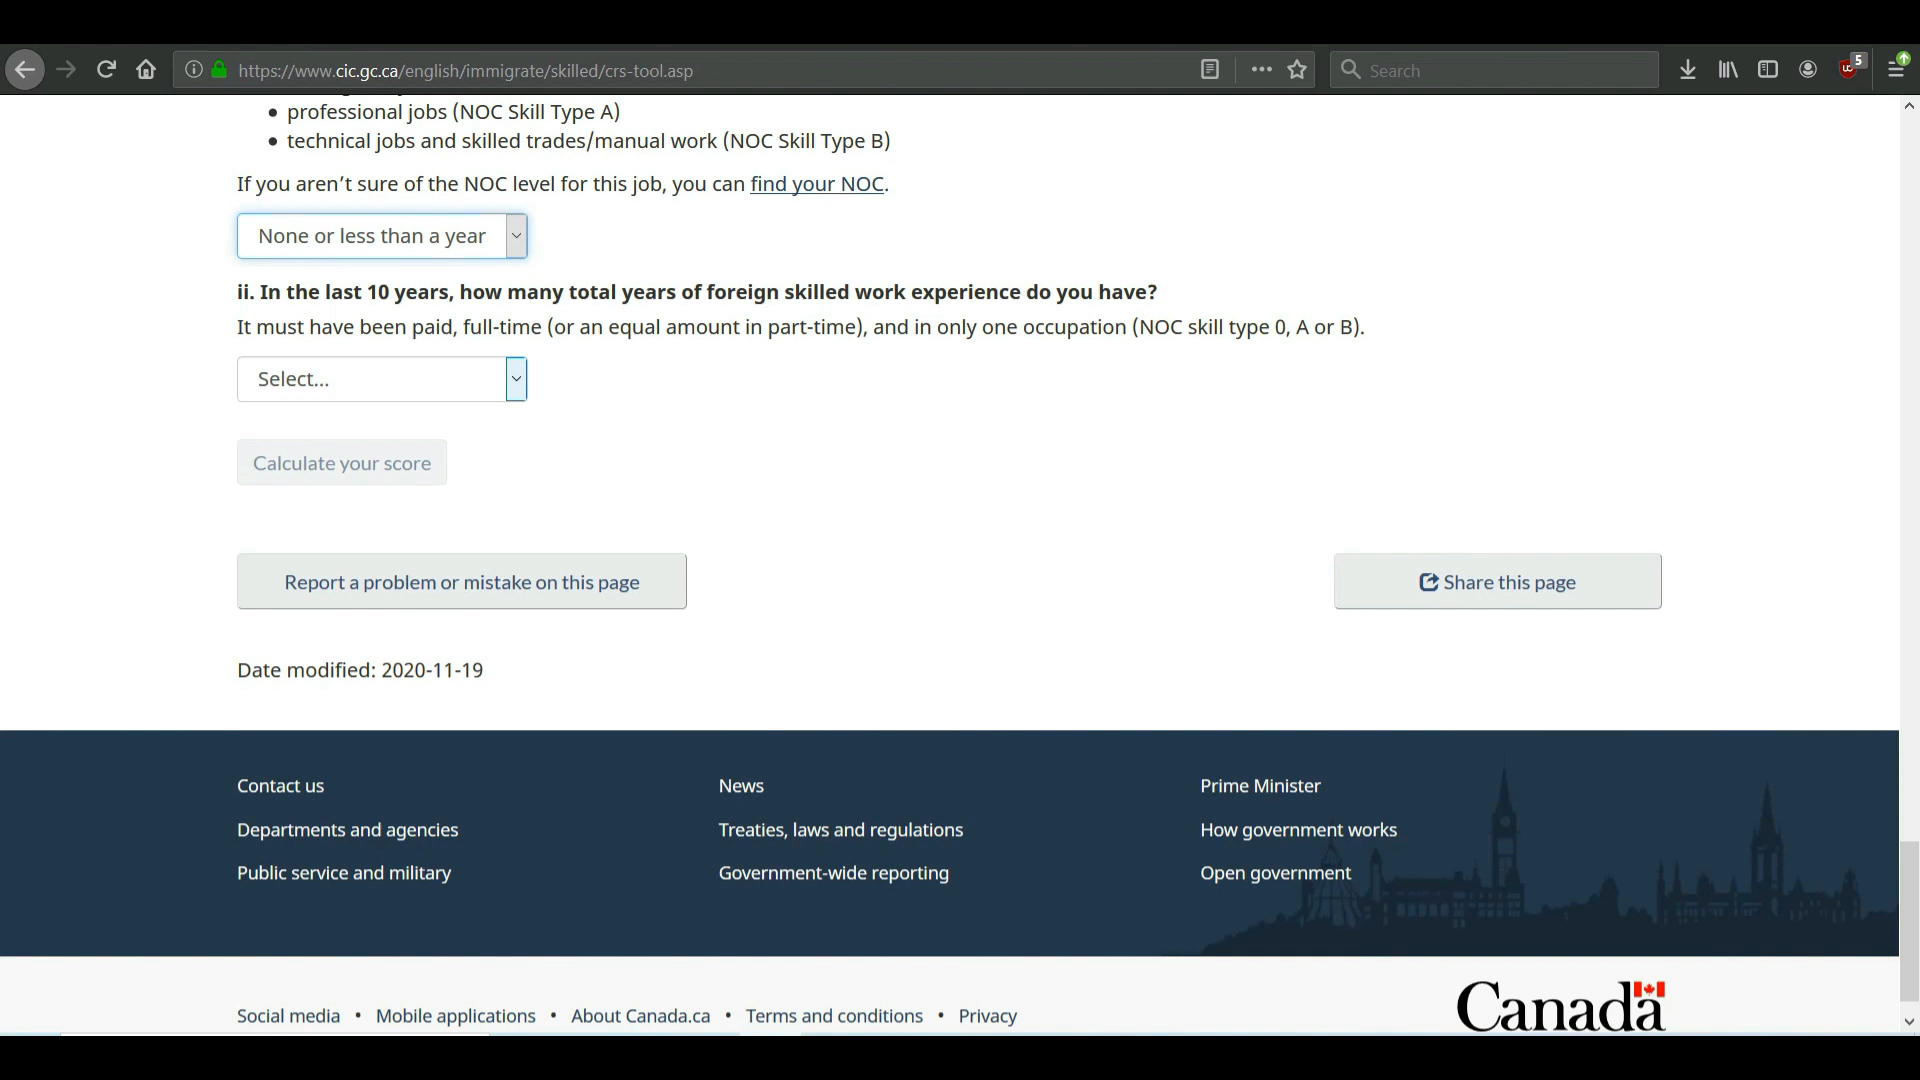 https://www.cic.gc.ca/english/immigrate/skilled/crs-tool.asp
Search
5
professional jobs (NOC Skill Type A)
technical jobs and skilled trades/manual work (NOC Skill Type B)
If you aren’t sure of the NOC level for this job, you can find your NOC.
None or less than a year
ii. In the last 10 years, how many total years of foreign skilled work experience do you have?
It must have been paid, full-time (or an equal amount in part-time), and in only one occupation (NOC skill type 0, A or B).
Select...
Calculate your score
Report a problem or mistake on this page
Share this page
Date modified: 2020-11-19
Contact us
News
Prime Minister
Departments and agencies
Treaties, laws and regulations
How government works
Public service and military
Government-wide reporting
Open government
Social media • Mobile applications • About Canada.ca • Terms and conditions • Privacy
Canada